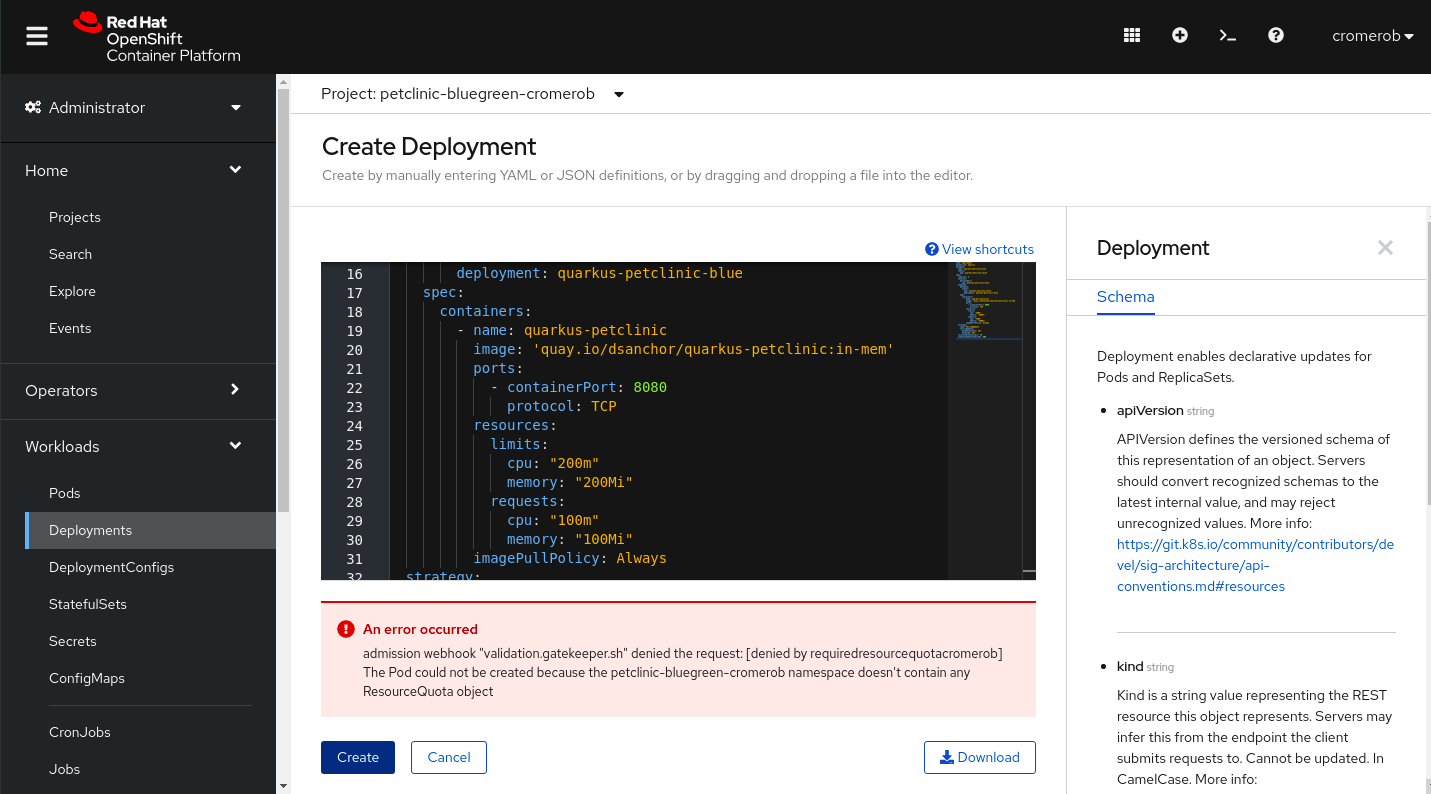 Red Hat
OpenShift
Container Platform
cromerob
Administrator
Home
Projects
Search
Explore
Events
Operators
Workloads
Pods
Deployments
DeploymentConfigs
StatefulSets
Secrets
ConfigMaps
CronJobs
Jobs
Project: petclinic-bluegreen-cromerob
Create Deployment
Create by manually entering YAML or JSON definitions, or by dragging and dropping a file into the editor.
View shortcuts
16 deployment: quarkus-petclinic-blue
17 spec:
18 containers:
19 - name: quarkus-petclinic
20 image: 'quay.io/dsanchor/quarkus-petclinic:in-mem'
21 ports:
22 - containerPort: 8080
23 protocol: TCP
24 resources:
25 limits:
26 cpu: "200m"
27 memory: "200Mi"
28 requests:
29 cpu: "100m"
30 memory: "100Mi"
31 imagePullPolicy: Always
32 strategy:
An error occurred
admission webhook "validation.gatekeeper.sh" denied the request: [denied by requiredresourcequotacromerob]
The Pod could not be created because the petclinic-bluegreen-cromerob namespace doesn't contain any
ResourceQuota object
Create
Cancel
Download
Deployment
Schema
Deployment enables declarative updates for
Pods and ReplicaSets.
apiVersion string
APIVersion defines the versioned schema of
this representation of an object. Servers
should convert recognized schemas to the
latest internal value, and may reject
unrecognized values. More info:
https://git.k8s.io/community/contributors/de
vel/sig-architecture/api-
conventions.md#resources
kind string
Kind is a string value representing the REST
resource this object represents. Servers may
infer this from the endpoint the client
submits requests to. Cannot be updated. In
CamelCase. More info: